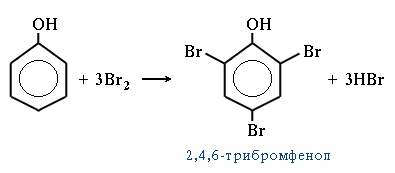 OH OH
Br Br
+ 3Br₂ ⟶ + 3HBr
Br
2,4,6-трибромфенол